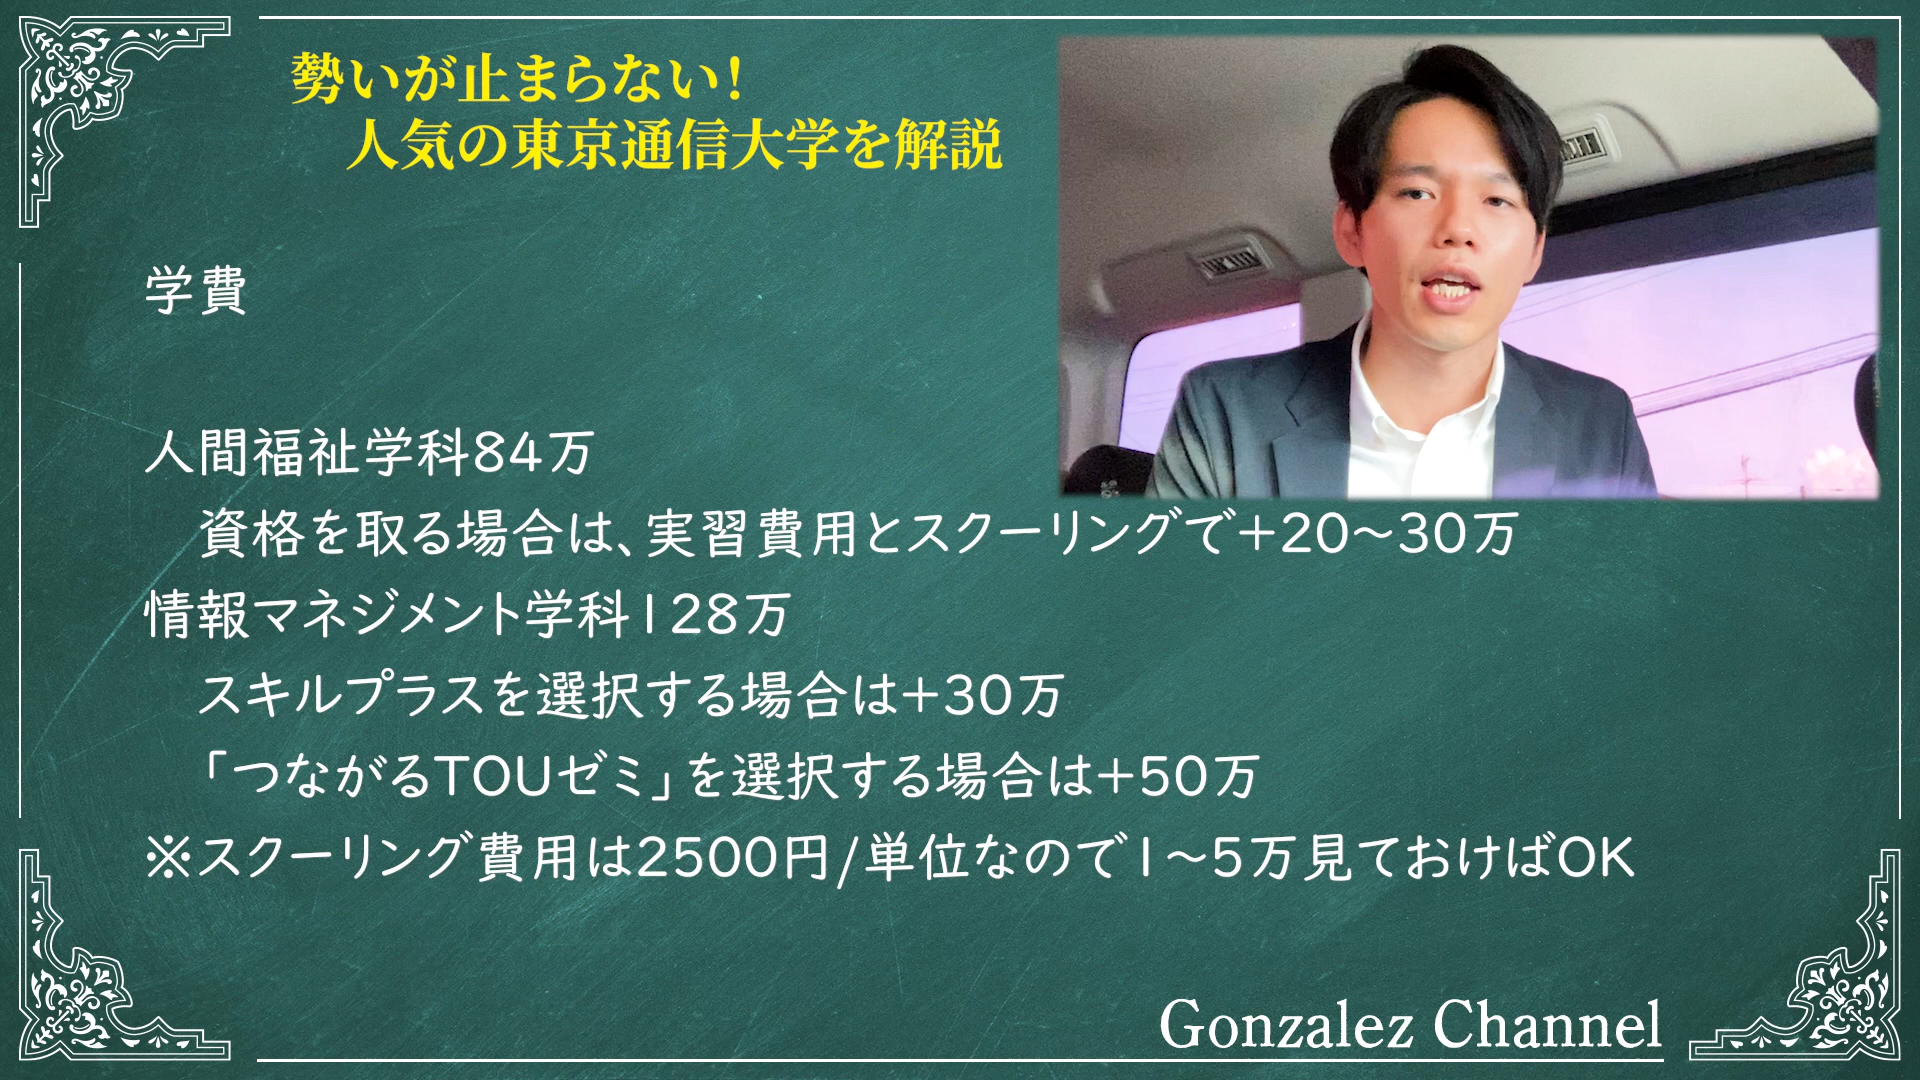 勢いが止まらない！
人気の東京通信大学を解説
学費
人間福祉学科84万
資格を取る場合は、実習費用とスクーリングで+20～30万
情報マネジメント学科128万
スキルプラスを選択する場合は+30万
「つながるTOUゼミ」を選択する場合は+50万
※スクーリング費用は2500円/単位なので1～5万見ておけばOK
Gonzalez Channel